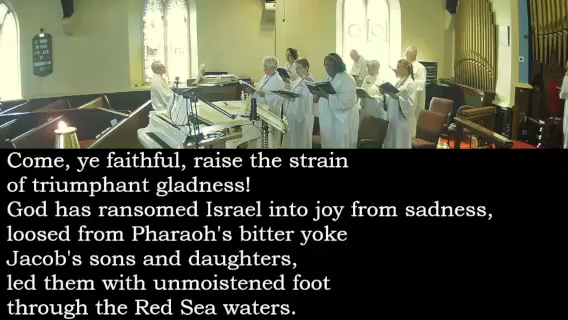 Come, ye faithful, raise the strain
of triumphant gladness!
God has ransomed Israel into joy from sadness,
loosed from Pharaoh's bitter yoke
Jacob's sons and daughters,
led them with unmoistened foot
through the Red Sea waters.